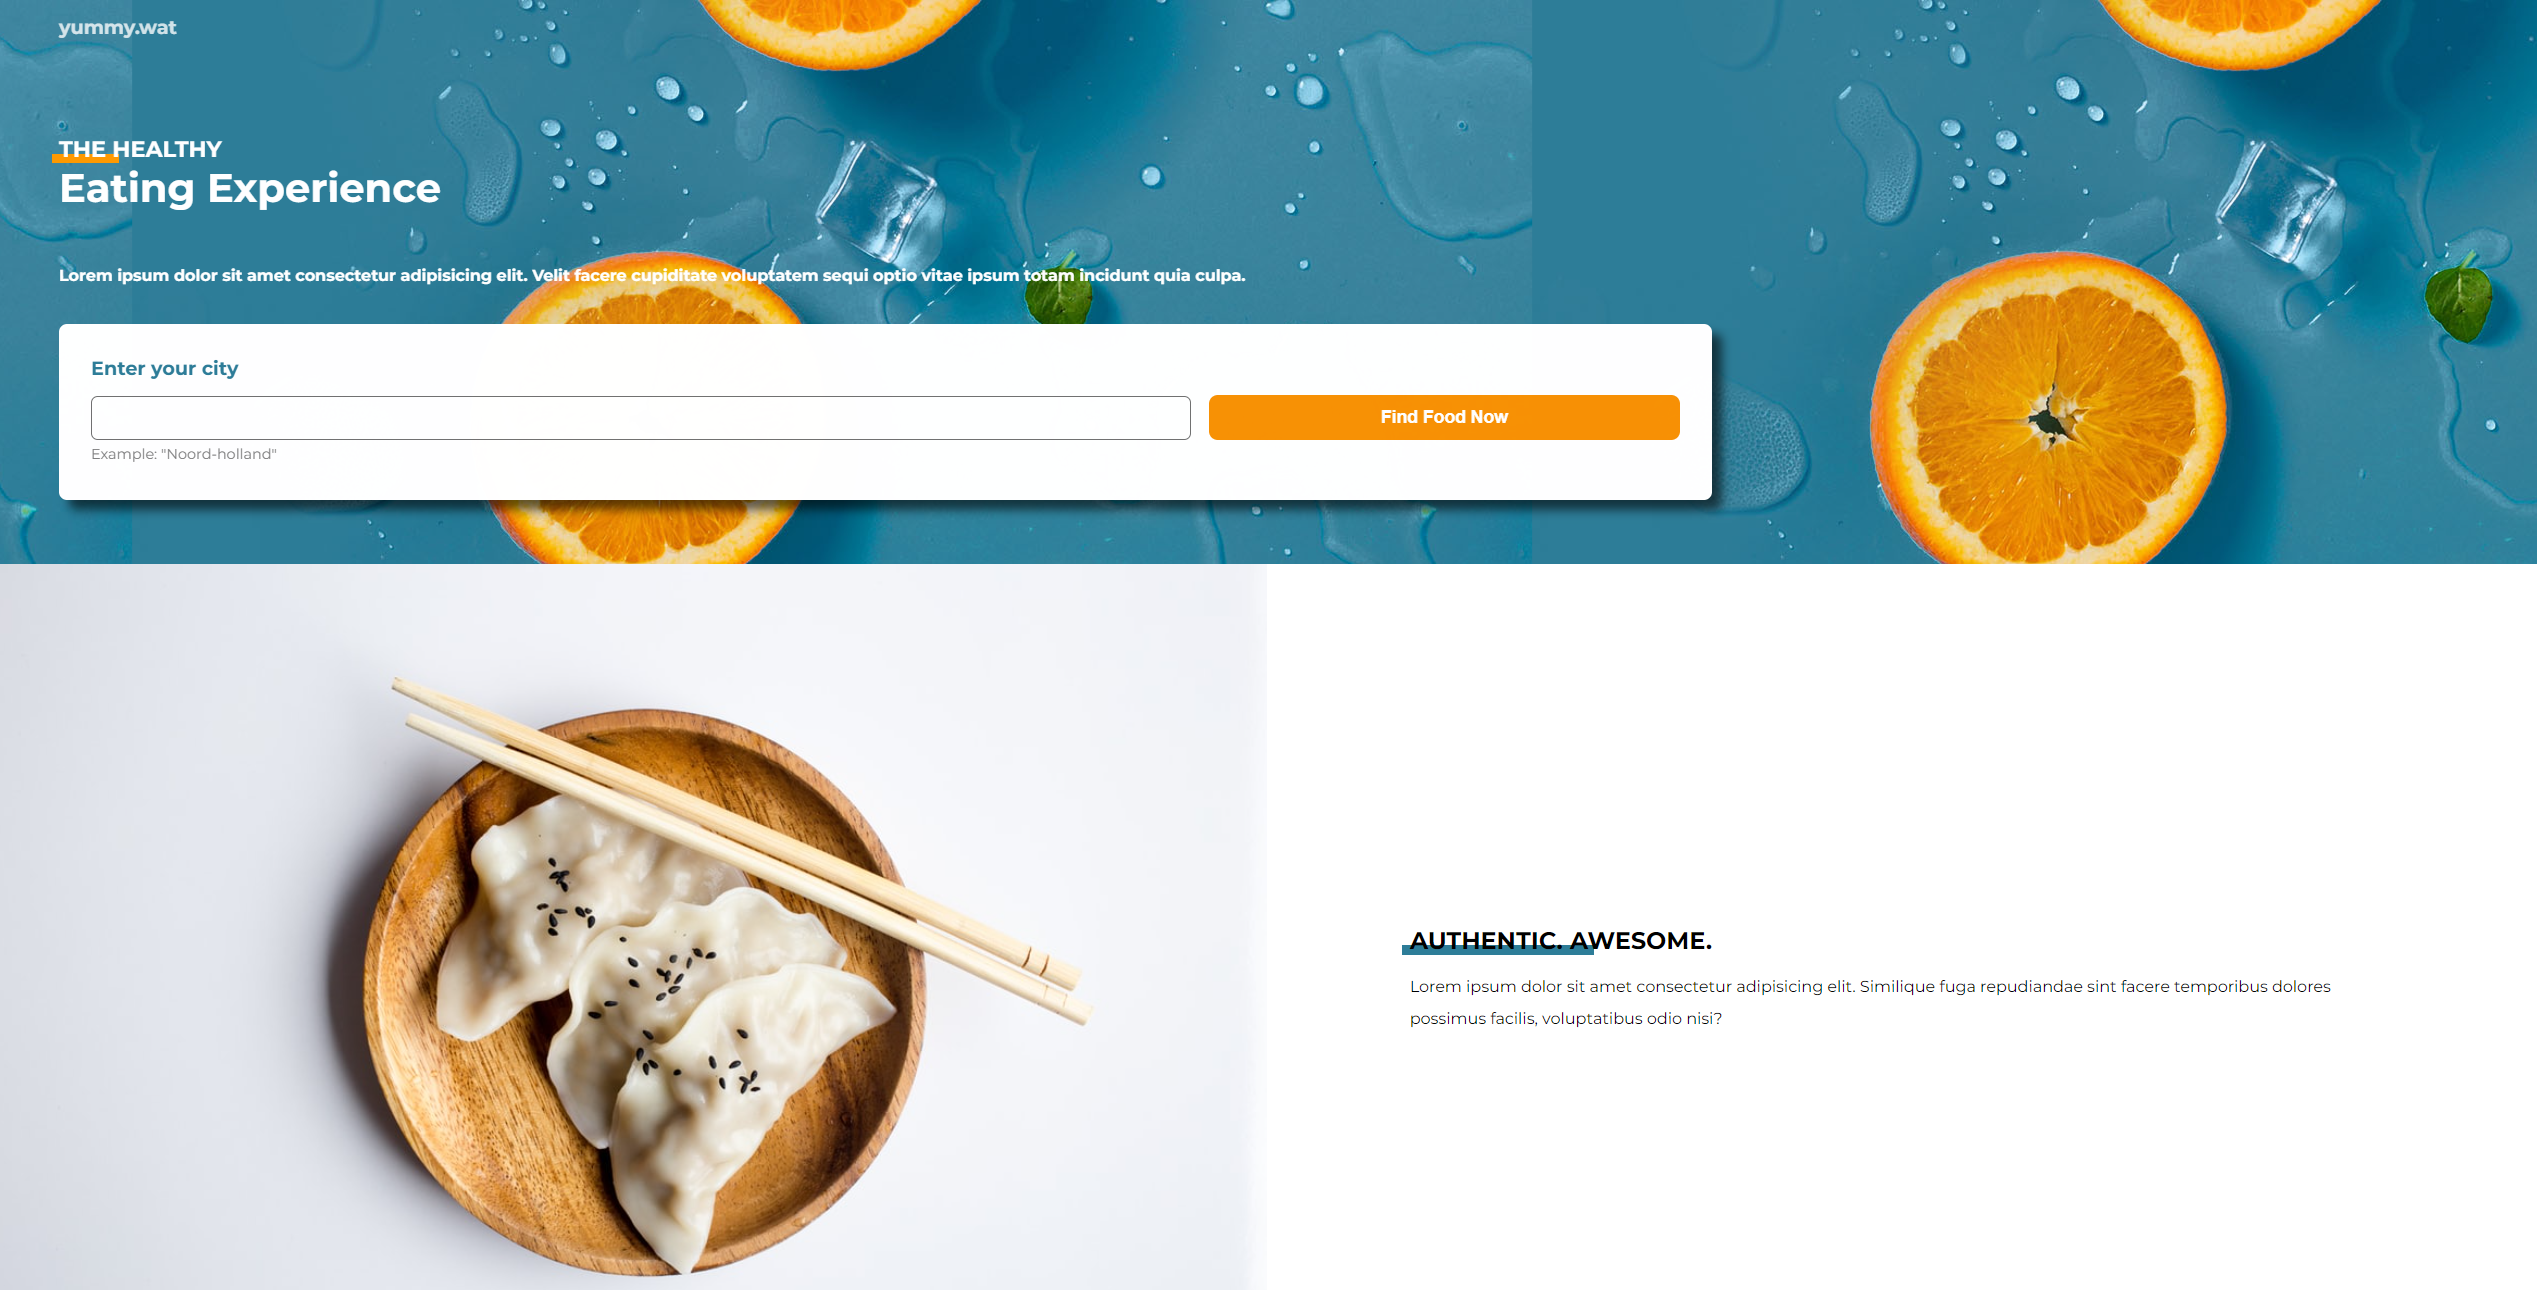 yummy.wat
THE HEALTHY
Eating Experience
Lorem ipsum dolor sit amet consectetur adipisicing elit. Velit facere cupiditate voluptatem sequi optio vitae ipsum totam incidunt quia culpa.
Enter your city
Find Food Now
Example: "Noord-holland"
AUTHENTIC. AWESOME.
Lorem ipsum dolor sit amet consectetur adipisicing elit. Similique fuga repudiandae sint facere temporibus dolores
possimus facilis, voluptatibus odio nisi?